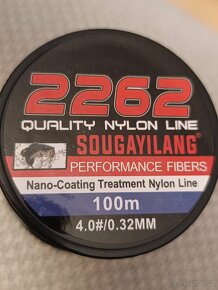 2262
QUALITY NYLON LINE
SOUGAYILANG
PERFORMANCE FIBERS
Nano-Coating Treatment Nylon Line
100m
4.0#/0.32MM